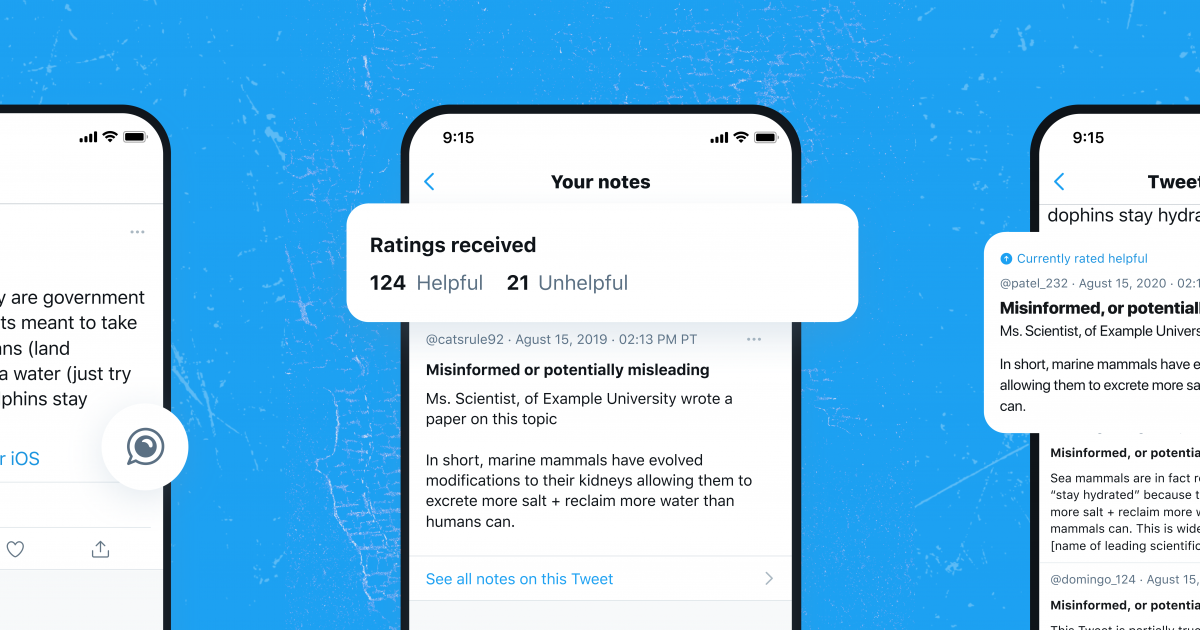 y are government
ts meant to take
ns (land
a water (just try
phins stay
r iOS
9:15
Your notes
Ratings received
124 Helpful 21 Unhelpful
@catsrule92 · Agust 15, 2019 · 02:13 PM PT
Misinformed or potentially misleading
Ms. Scientist, of Example University wrote a
paper on this topic
In short, marine mammals have evolved
modifications to their kidneys allowing them to
excrete more salt + reclaim more water than
humans can.
See all notes on this Tweet
9:15
Tweet
dophins stay hydra
Currently rated helpful
@patel_232 · Agust 15, 2020 · 02:1
Misinformed, or potentiall
Ms. Scientist, of Example Univers
In short, marine mammals have e
allowing them to excrete more sa
can.
Misinformed, or potentia
Sea mammals are in fact r
“stay hydrated” because t
more salt + reclaim more w
mammals can. This is wide
[name of leading scientific
@domingo_124 · Agust 15,
Misinformed, or potentia
This Tweet is partially true